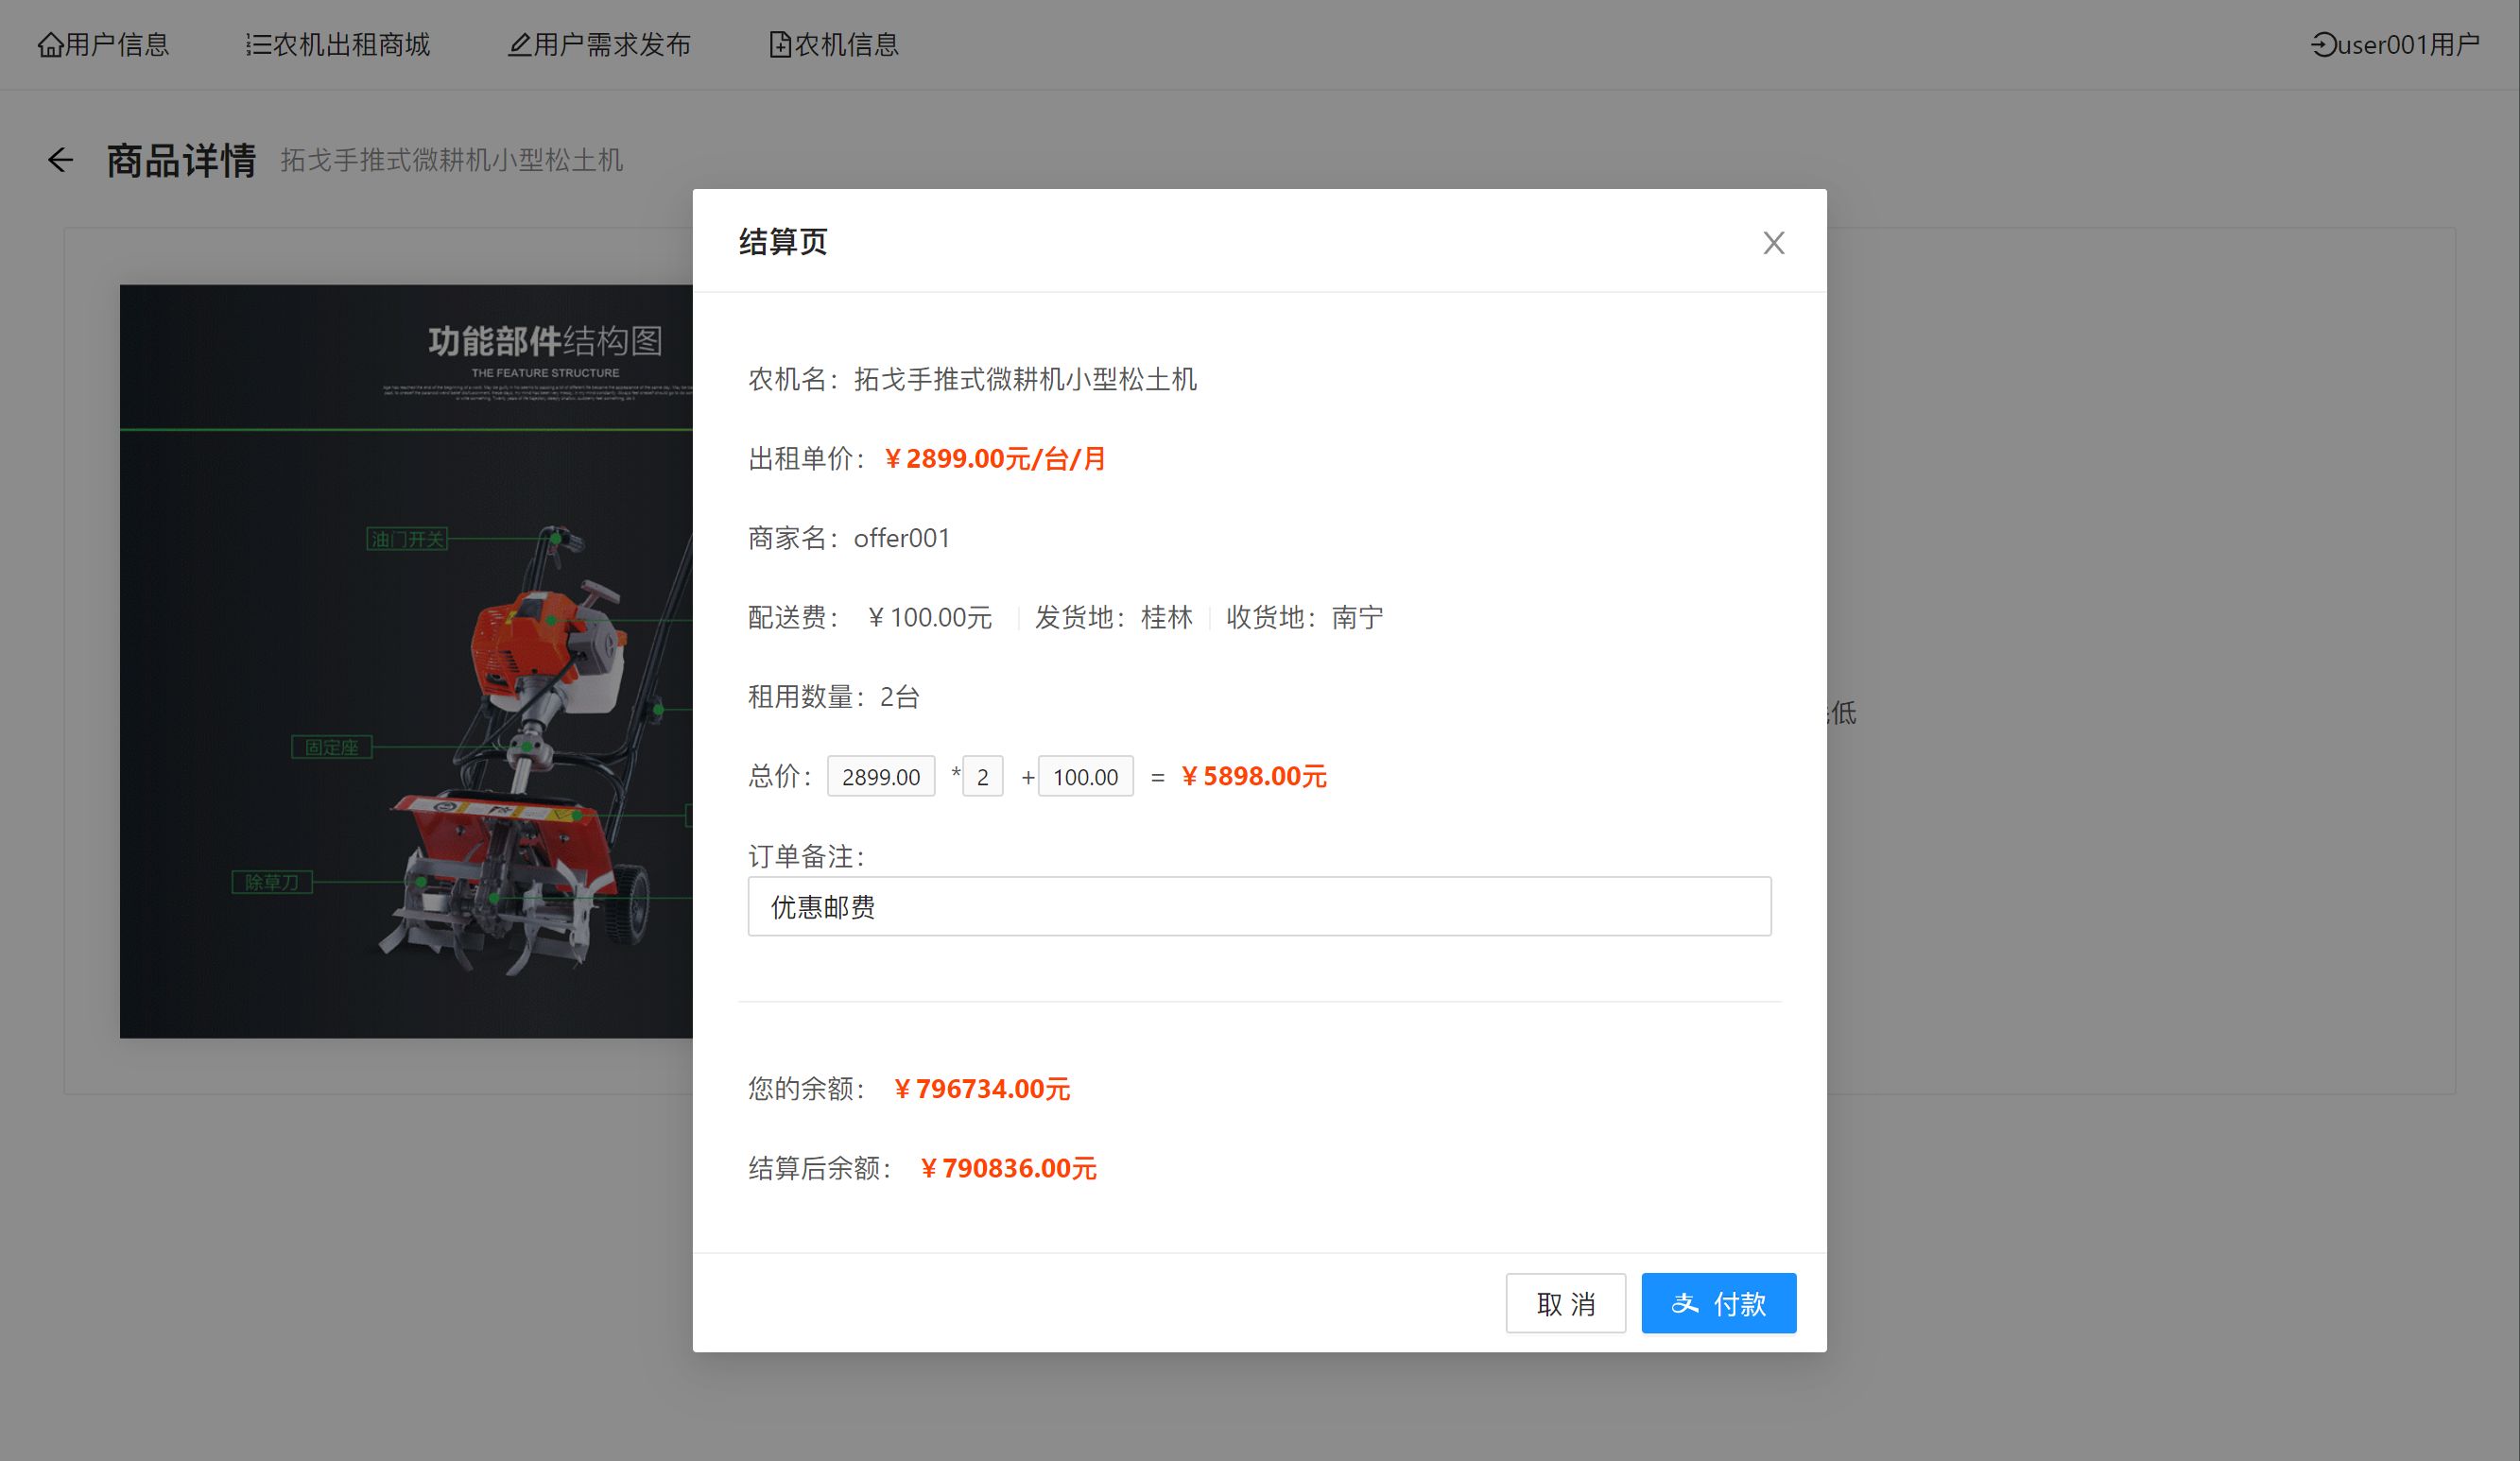 用户信息
农机出租商城
用户需求发布
农机信息
user001用户
商品详情 拓戈手推式微耕机小型松土机
功能部件结构图
THE FEATURE STRUCTURE
油门开关
固定座
除草刀
低
结算页
农机名：拓戈手推式微耕机小型松土机
出租单价：￥2899.00元/台/月
商家名：offer001
配送费：￥100.00元 发货地：桂林 收货地：南宁
租用数量：2台
总价：2899.00 * 2 + 100.00 = ￥5898.00元
订单备注：
优惠邮费
您的余额：￥796734.00元
结算后余额：￥790836.00元
取 消
付款